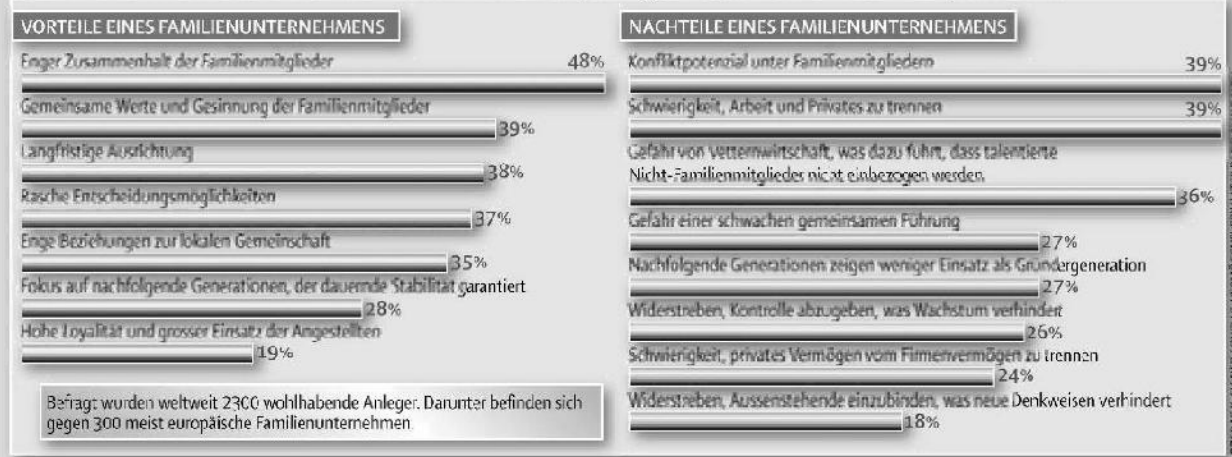 VORTEILE EINES FAMILIENUNTERNEHMENS
Enger Zusammenhalt der Familienmitglieder 48%
Gemeinsame Werte und Gesinnung der Familienmitglieder
39%
Langfristige Ausrichtung
38%
Rasche Entscheidungsmöglichkeiten
37%
Enge Beziehungen zur lokalen Gemeinschaft
35%
Fokus auf nachfolgende Generationen, der dauernde Stabilität garantiert
28%
Hohe Loyalität und grosser Einsatz der Angestellten
19%
Befragt wurden weltweit 2300 wohlhabende Anleger. Darunter befinden sich
gegen 300 meist europäische Familienunternehmen.
NACHTEILE EINES FAMILIENUNTERNEHMENS
Konfliktpotenzial unter Familienmitgliedern 39%
Schwierigkeit, Arbeit und Privates zu trennen 39%
Gefahr von Vetternwirtschaft, was dazu führt, dass talentierte
Nicht-Familienmitglieder nicht einbezogen werden
36%
Gefahr einer schwachen gemeinsamen Führung
27%
Nachfolgende Generationen zeigen weniger Einsatz als Gründergeneration
27%
Widerstreben, Kontrolle abzugeben, was Wachstum verhindert
26%
Schwierigkeit, privates Vermögen vom Firmenvermögen zu trennen
24%
Widerstreben, Aussenstehende einzubinden, was neue Denkweisen verhindert
18%